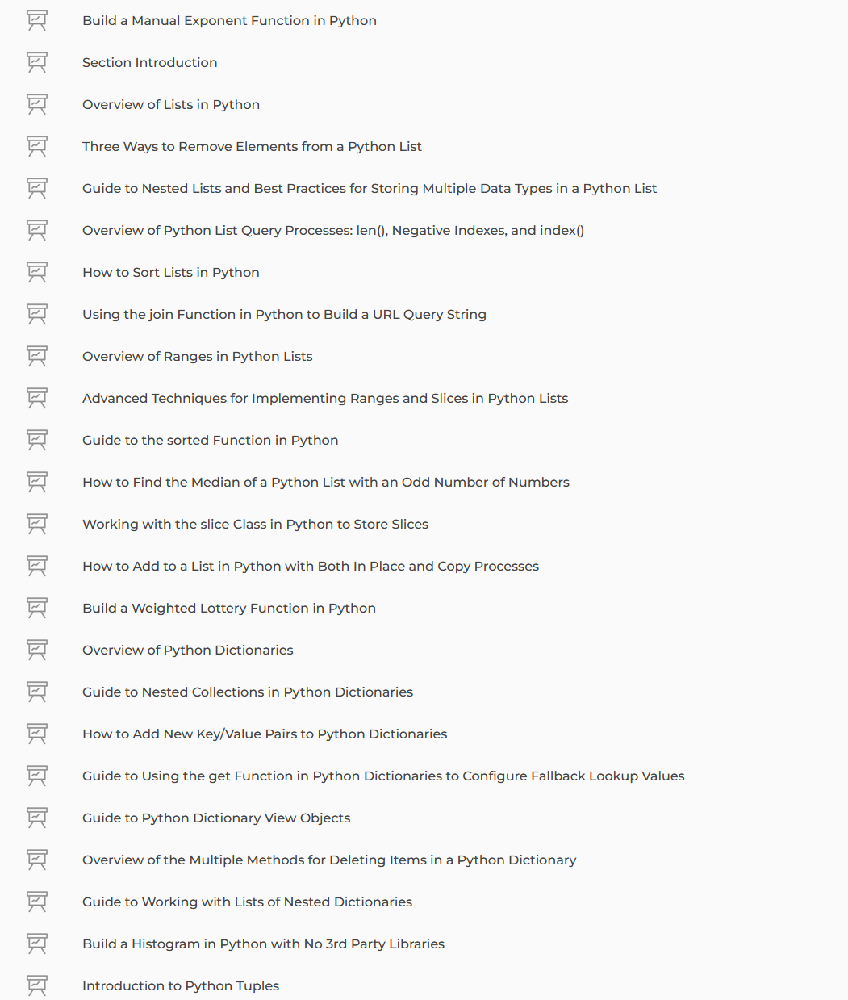 Build a Manual Exponent Function in Python
Section Introduction
Overview of Lists in Python
Three Ways to Remove Elements from a Python List
Guide to Nested Lists and Best Practices for Storing Multiple Data Types in a Python List
Overview of Python List Query Processes: len(), Negative Indexes, and index()
How to Sort Lists in Python
Using the join Function in Python to Build a URL Query String
Overview of Ranges in Python Lists
Advanced Techniques for Implementing Ranges and Slices in Python Lists
Guide to the sorted Function in Python
How to Find the Median of a Python List with an Odd Number of Numbers
Working with the slice Class in Python to Store Slices
How to Add to a List in Python with Both In Place and Copy Processes
Build a Weighted Lottery Function in Python
Overview of Python Dictionaries
Guide to Nested Collections in Python Dictionaries
How to Add New Key/Value Pairs to Python Dictionaries
Guide to Using the get Function in Python Dictionaries to Configure Fallback Lookup Values
Guide to Python Dictionary View Objects
Overview of the Multiple Methods for Deleting Items in a Python Dictionary
Guide to Working with Lists of Nested Dictionaries
Build a Histogram in Python with No 3rd Party Libraries
Introduction to Python Tuples